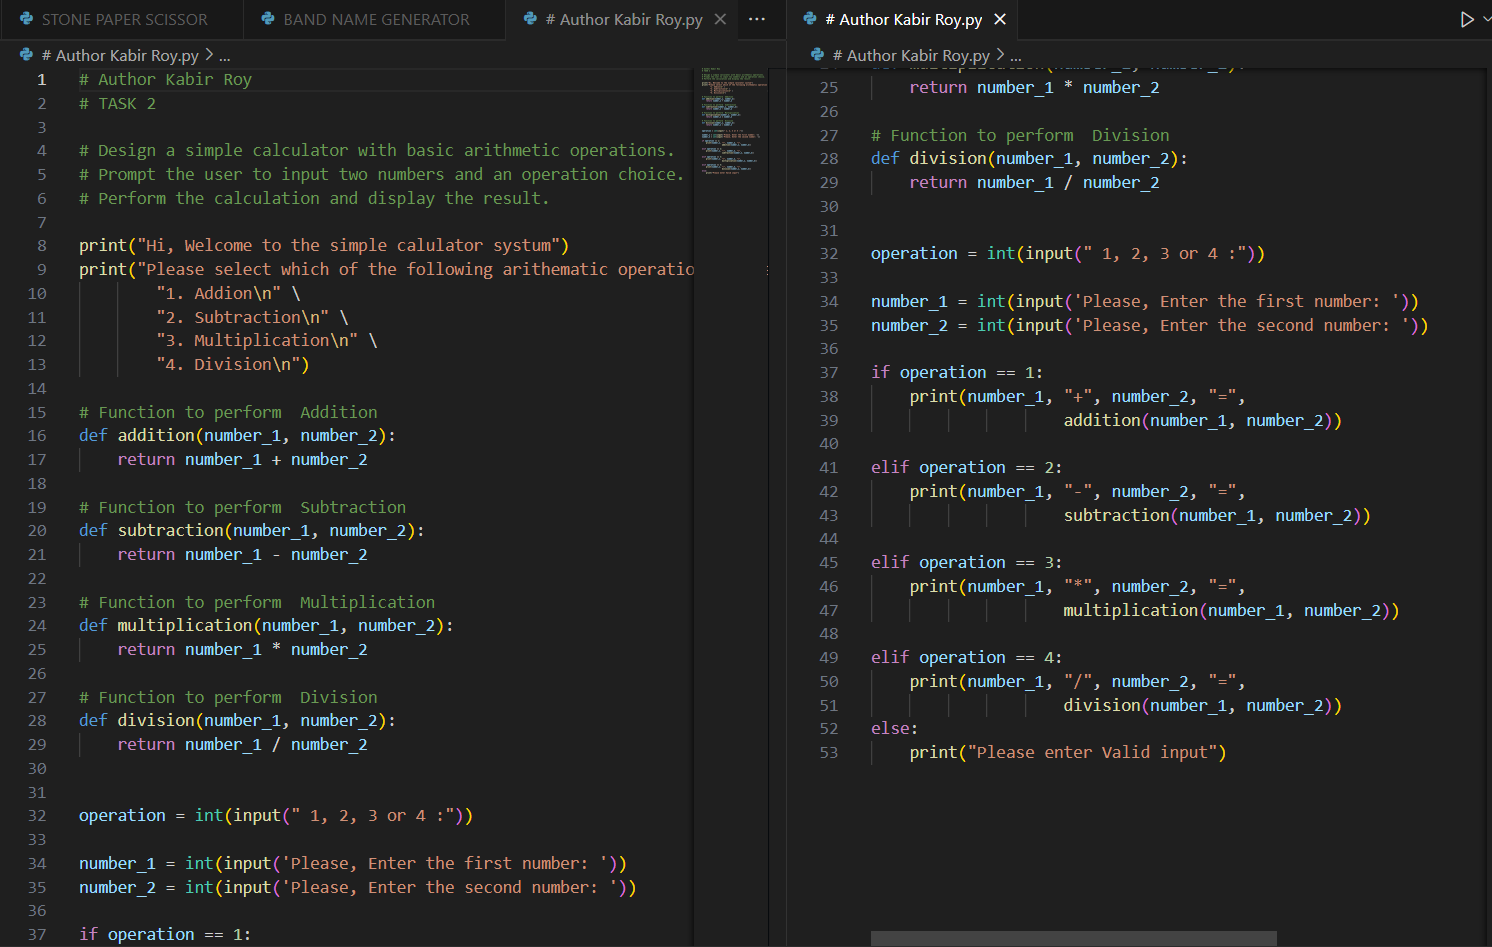 STONE PAPER SCISSOR
BAND NAME GENERATOR
# Author Kabir Roy.py
# Author Kabir Roy.py > ...
1 # Author Kabir Roy
2 # TASK 2
3
4 # Design a simple calculator with basic arithmetic operations.
5 # Prompt the user to input two numbers and an operation choice.
6 # Perform the calculation and display the result.
7
8 print("Hi, Welcome to the simple calulator systum")
9 print("Please select which of the following arithematic operatio
10 "1. Addion\n" \
11 "2. Subtraction\n" \
12 "3. Multiplication\n" \
13 "4. Division\n")
14
15 # Function to perform  Addition
16 def addition(number_1, number_2):
17 return number_1 + number_2
18
19 # Function to perform  Subtraction
20 def subtraction(number_1, number_2):
21 return number_1 - number_2
22
23 # Function to perform  Multiplication
24 def multiplication(number_1, number_2):
25 return number_1 * number_2
26
27 # Function to perform  Division
28 def division(number_1, number_2):
29 return number_1 / number_2
30
31
32 operation = int(input(" 1, 2, 3 or 4 :"))
33
34 number_1 = int(input('Please, Enter the first number: '))
35 number_2 = int(input('Please, Enter the second number: '))
36
37 if operation == 1:
# Author Kabir Roy.py
# Author Kabir Roy.py > ...
25 return number_1 * number_2
26
27 # Function to perform  Division
28 def division(number_1, number_2):
29 return number_1 / number_2
30
31
32 operation = int(input(" 1, 2, 3 or 4 :"))
33
34 number_1 = int(input('Please, Enter the first number: '))
35 number_2 = int(input('Please, Enter the second number: '))
36
37 if operation == 1:
38 print(number_1, "+", number_2, "=",
39 addition(number_1, number_2))
40
41 elif operation == 2:
42 print(number_1, "-", number_2, "=",
43 subtraction(number_1, number_2))
44
45 elif operation == 3:
46 print(number_1, "*", number_2, "=",
47 multiplication(number_1, number_2))
48
49 elif operation == 4:
50 print(number_1, "/", number_2, "=",
51 division(number_1, number_2))
52 else:
53 print("Please enter Valid input")